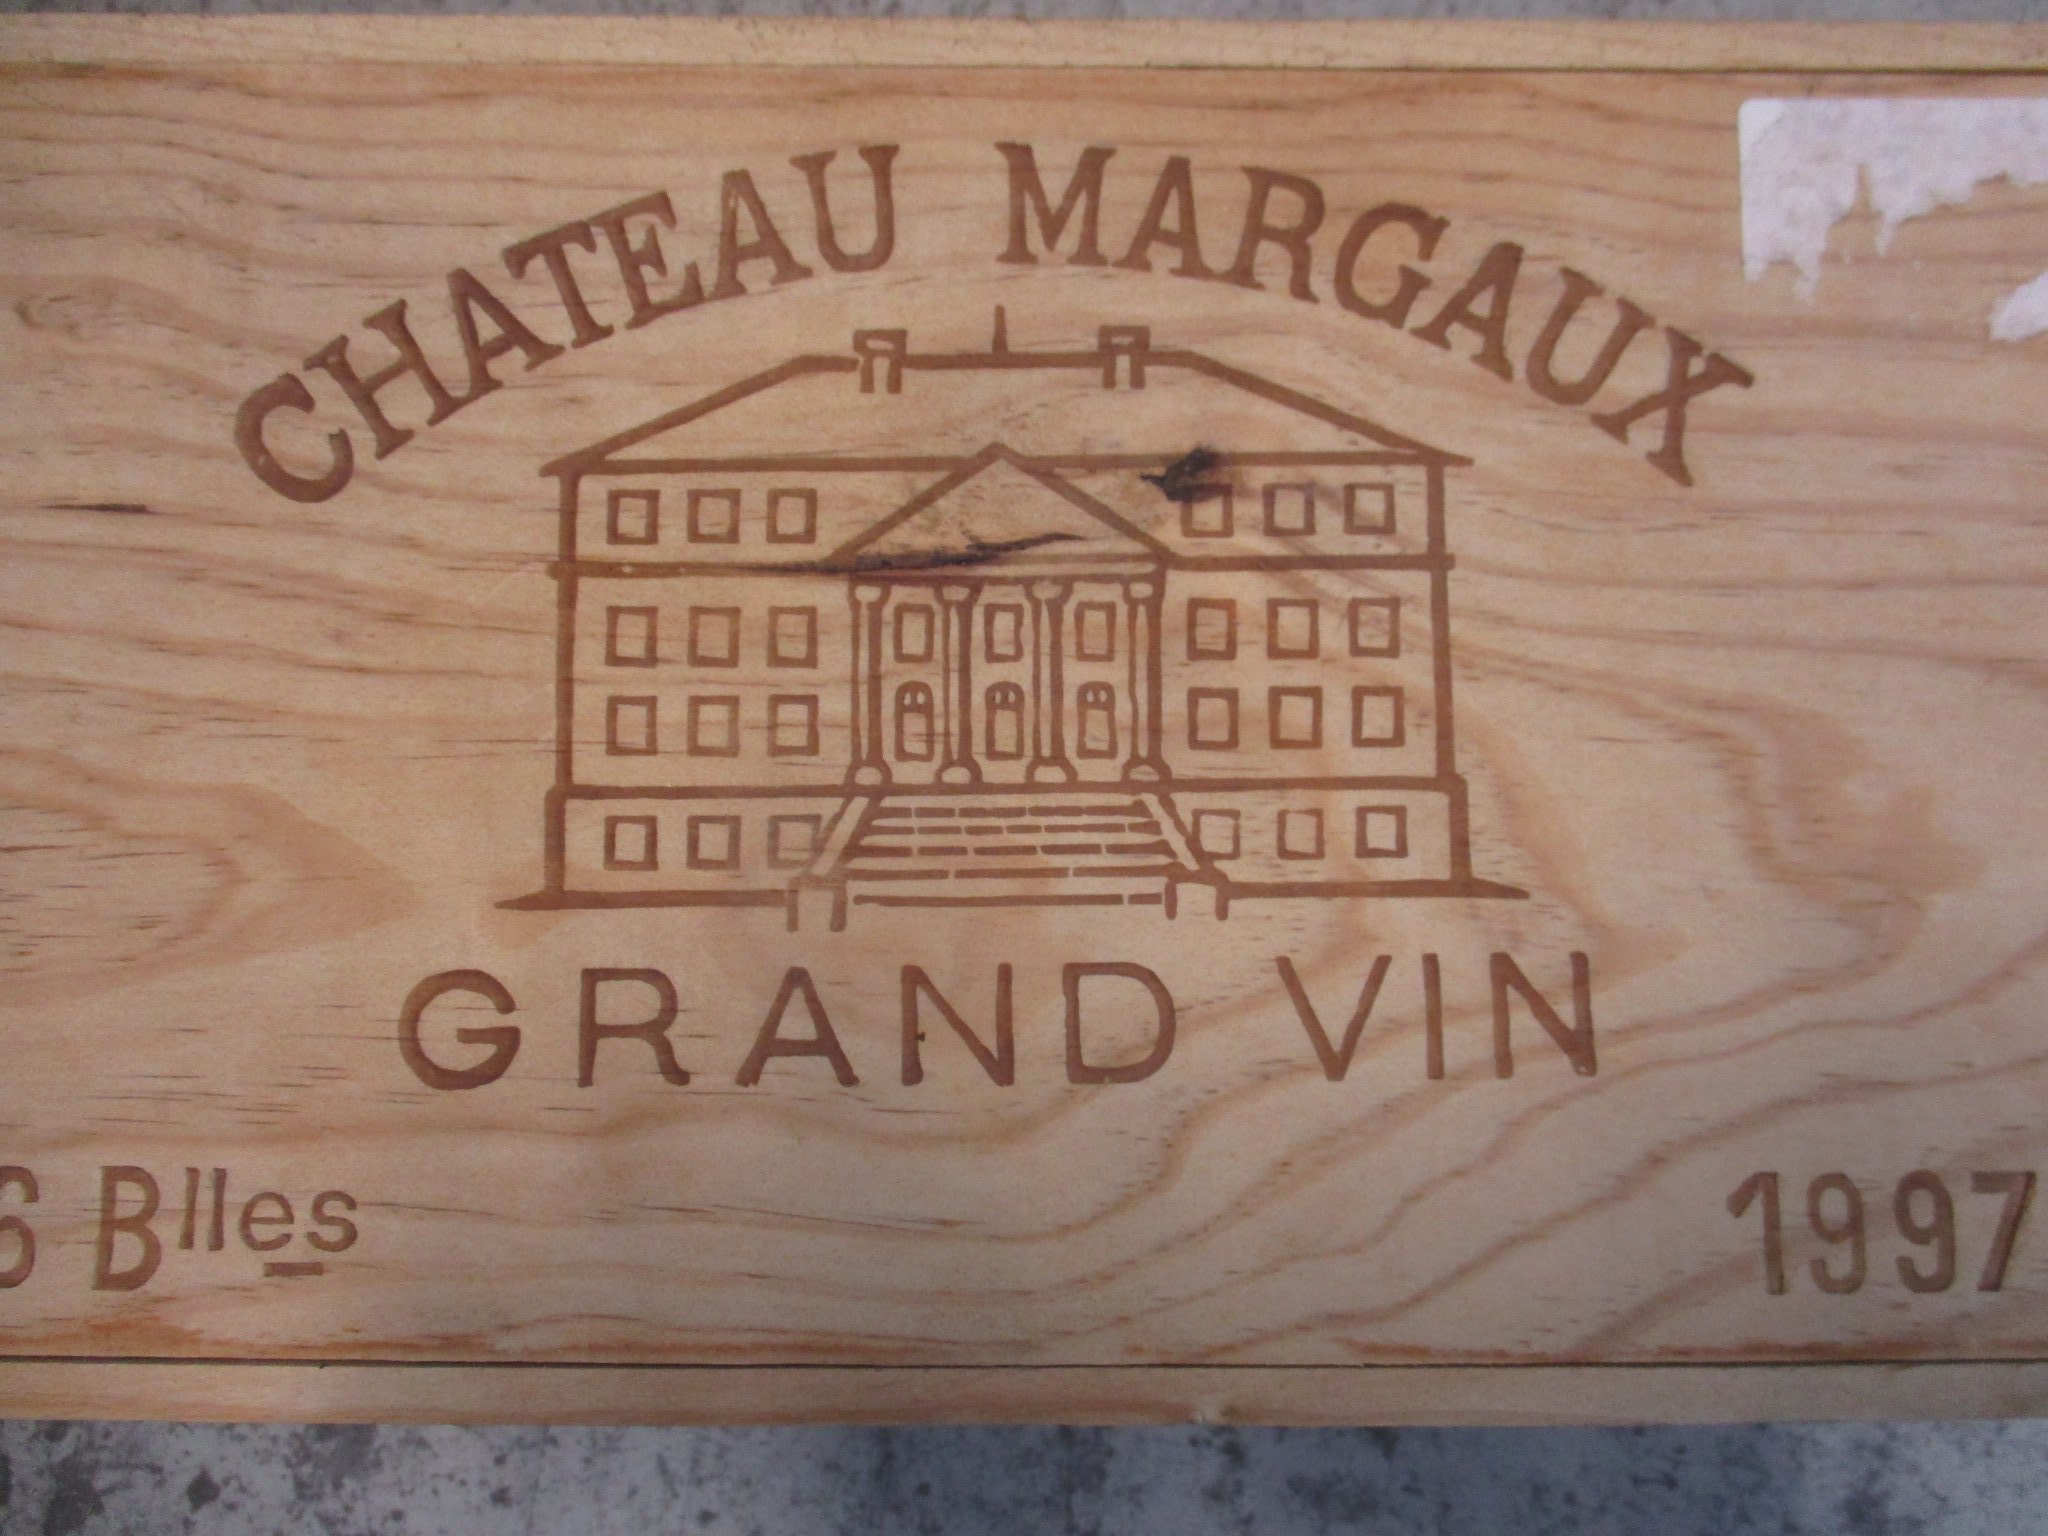 CHATEAU MARGAUX
GRAND VIN
6 Blles
1997